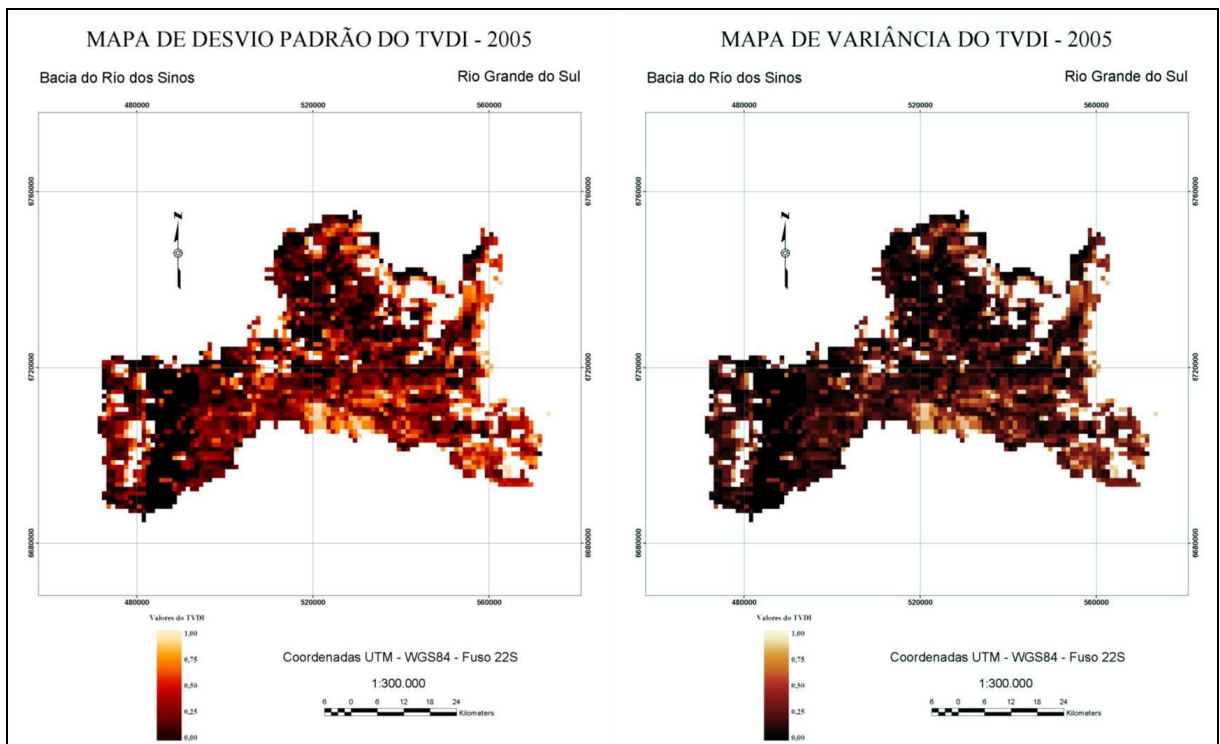 MAPA DE DESVIO PADRÃO DO TVDI - 2005
Bacia do Río dos Sinos
Rio Grande do Sul
480000
520000
560000
6760000
6760000
N
6720000
6720000
6680000
6680000
480000
520000
560000
Valores do TVDI
1,00
0,75
0,50
0,25
0,00
Coordenadas UTM - WGS84 - Fuso 22S
1:300.000
6 0 6 12 18 24
Kilometers
MAPA DE VARIÂNCIA DO TVDI - 2005
Bacia do Río dos Sinos
Rio Grande do Sul
480000
520000
560000
6760000
6760000
N
6720000
6720000
6680000
6680000
480000
520000
560000
Valores do TVDI
1,00
0,75
0,50
0,25
0,00
Coordenadas UTM - WGS84 - Fuso 22S
1:300.000
6 0 6 12 18 24
Kilometers